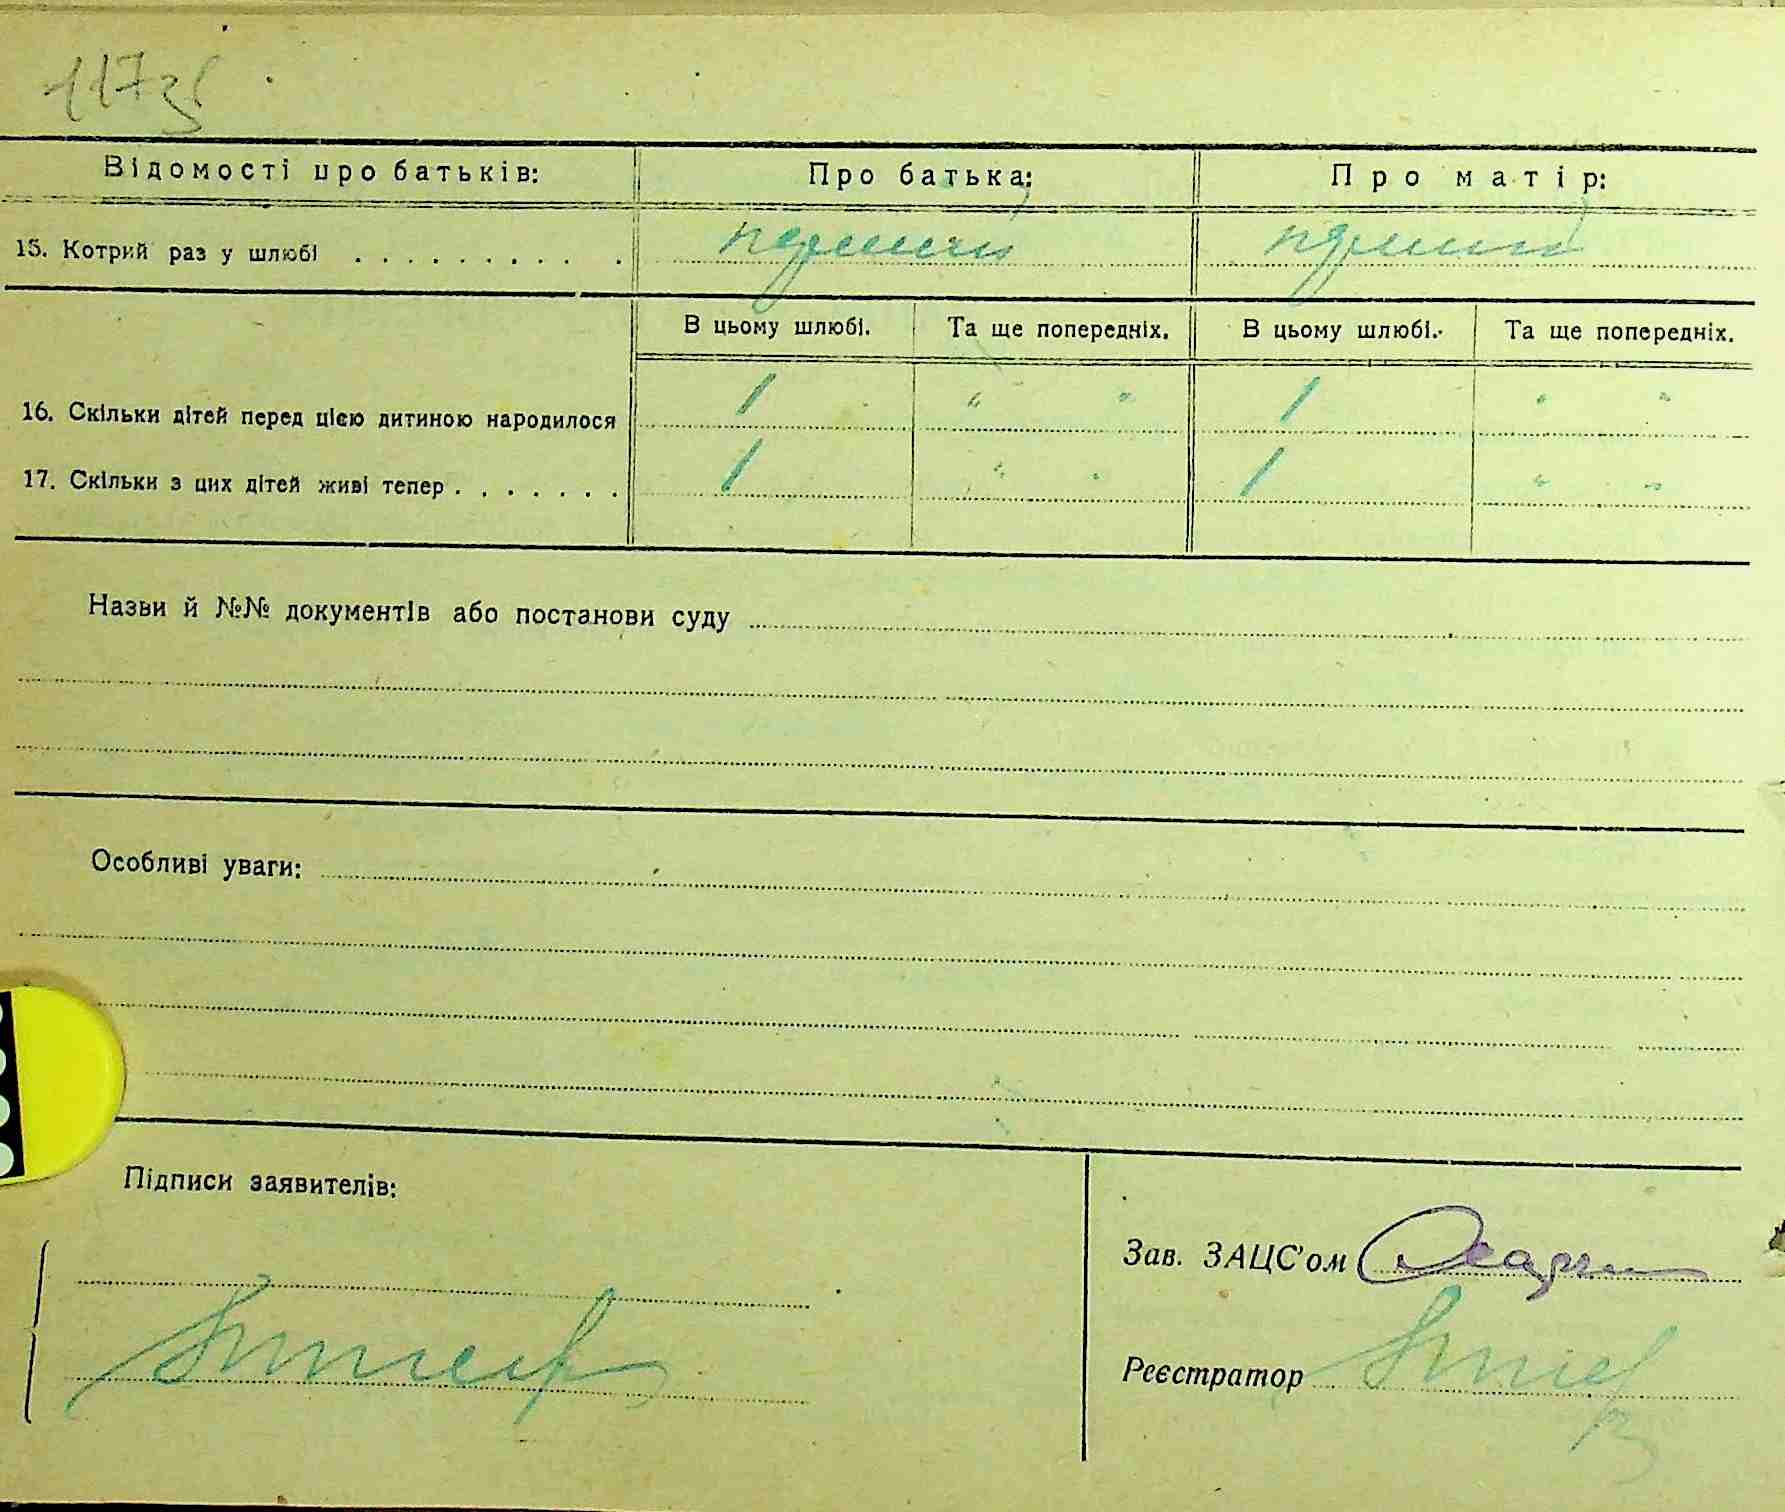 117зв
Відомості про батьків: Про батька: Про матір:
15. Котрий раз у шлюбі . . . . . . . . . . перший перший
В цьому шлюбі. Та ще попередніх. В цьому шлюбі. Та ще попередніх.
16. Скільки дітей перед цією дитиною народилося 1 " " 1 " "
17. Скільки з цих дітей живі тепер . . . . . . . 1 " " 1 " "
Назви й №№ документів або постанови суду
Особливі уваги:
Підписи заявителів:
Зав. ЗАЦС'ом
Реєстратор